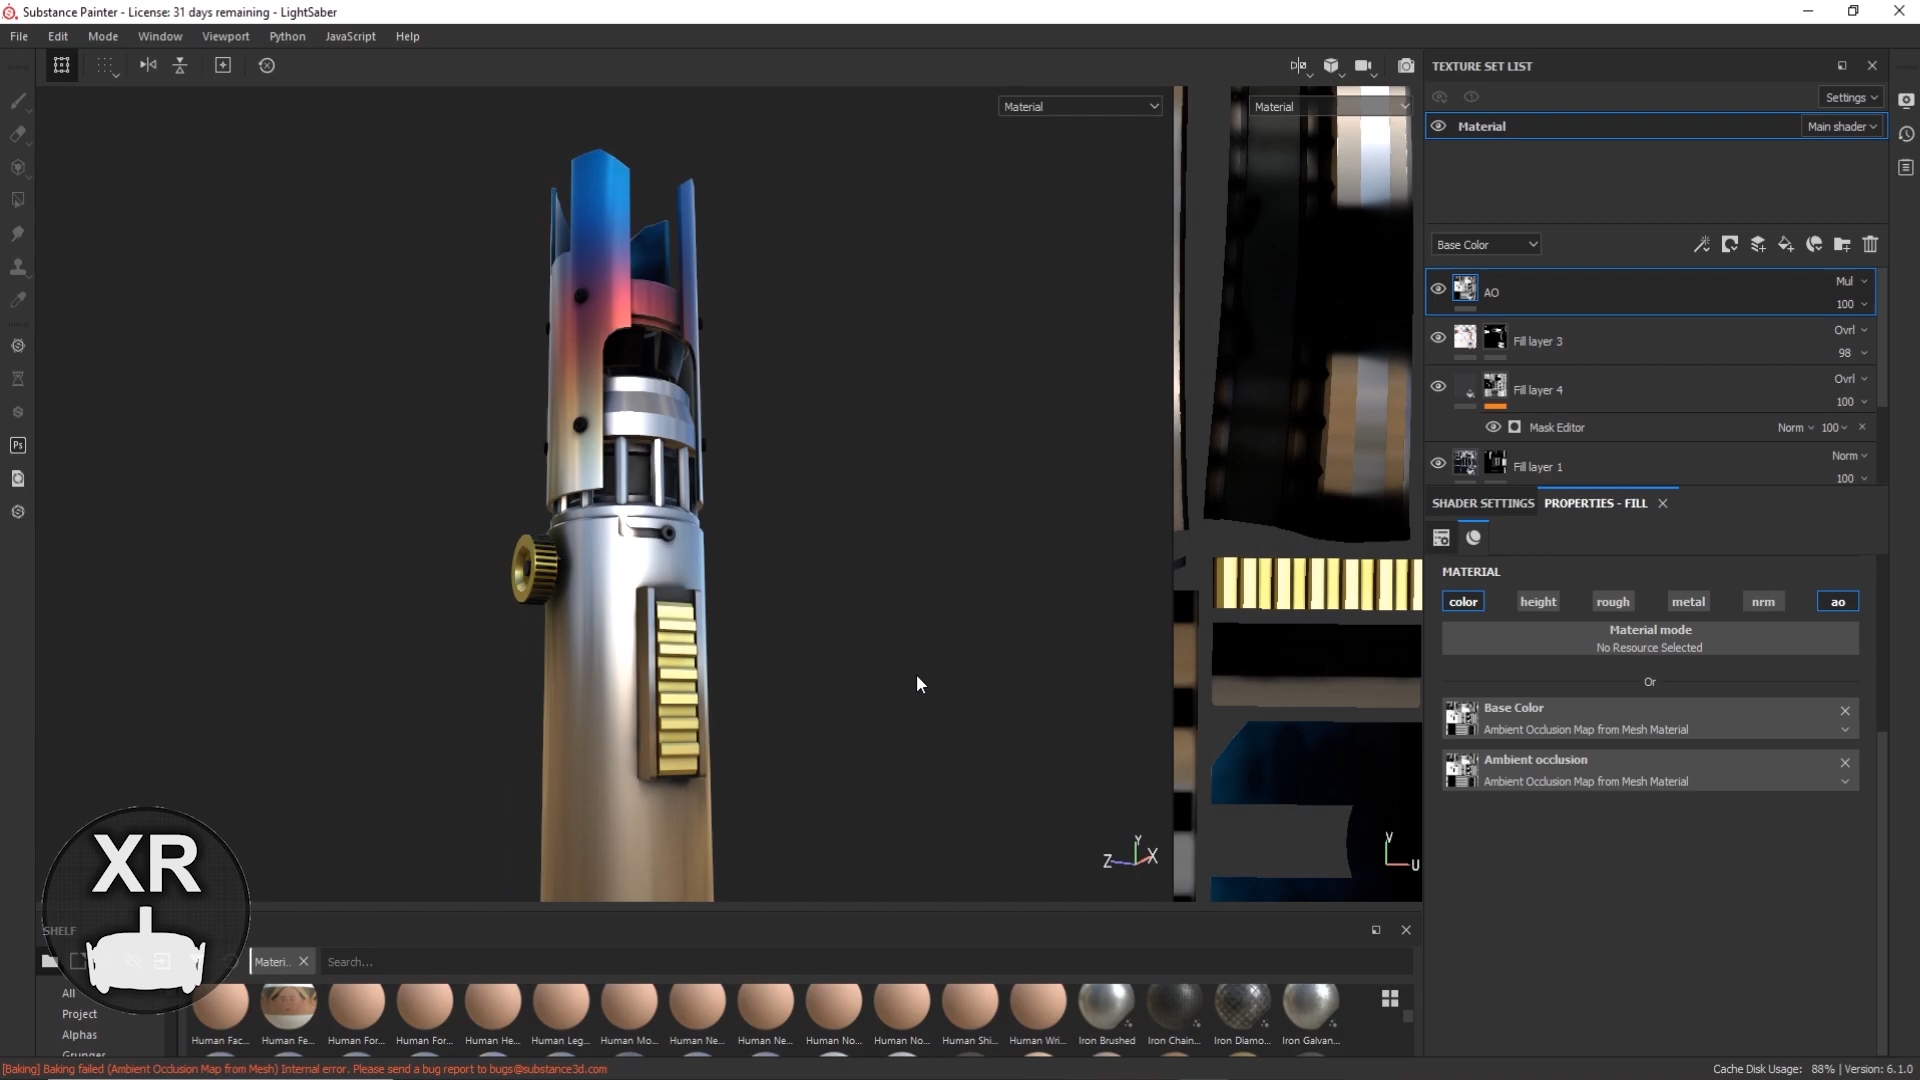 Substance Painter - License: 31 days remaining - LightSaber
File Edit Mode Window Viewport Python JavaScript Help
Material
Material
TEXTURE SET LIST
Settings
Material Main shader
Base Color
AO Mul 100
Fill layer 3 Ovrl 98
Fill layer 4 Ovrl 100
Mask Editor Norm 100
Fill layer 1 Norm 100
SHADER SETTINGS PROPERTIES - FILL
MATERIAL
color height rough metal nrm ao
Material mode
No Resource Selected
Or
Base Color
Ambient Occlusion Map from Mesh Material
Ambient occlusion
Ambient Occlusion Map from Mesh Material
Ps
Y
Z X
V
U
XR
SHELF
Materi.. Search...
All
Project
Alphas
Grunges
Human Fac... Human Fe... Human For... Human For... Human He... Human Leg... Human Mo... Human Ne... Human Ne... Human No... Human No... Human Shi... Human Wri... Iron Brushed Iron Chain... Iron Diamo... Iron Galvan...
[Baking] Baking failed (Ambient Occlusion Map from Mesh) Internal error. Please send a bug report to bugs@substance3d.com
Cache Disk Usage: 88% | Version: 6.1.0